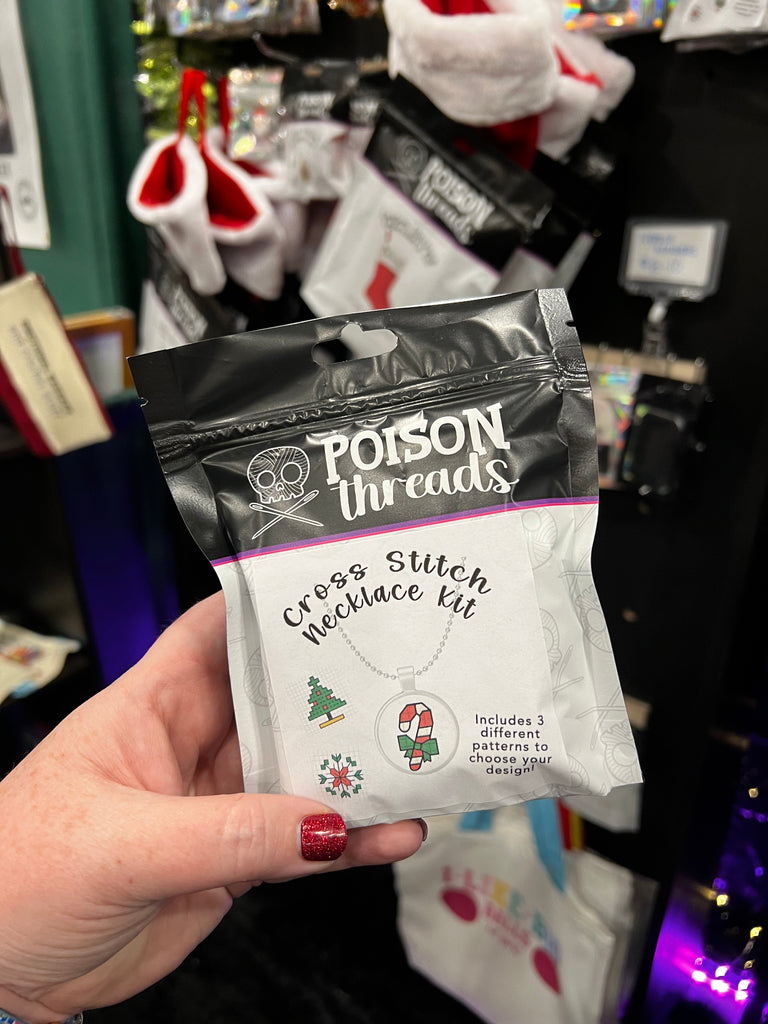 POISON
threads
POISON
threads
Cross Stitch
Necklace Kit
Includes 3
different
patterns to
choose your
design!